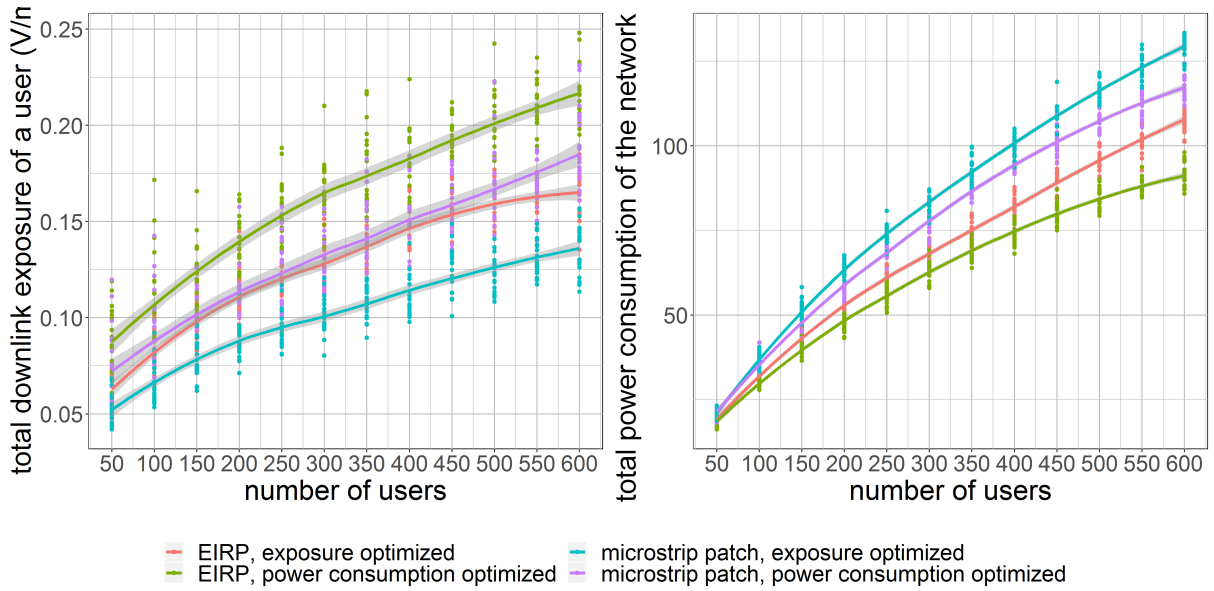 total downlink exposure of a user (V/n
0.25
0.20
0.15
0.10
0.05
50 100 150 200 250 300 350 400 450 500 550 600
number of users
total power consumption of the network
100
50
50 100 150 200 250 300 350 400 450 500 550 600
number of users
EIRP, exposure optimized
EIRP, power consumption optimized
microstrip patch, exposure optimized
microstrip patch, power consumption optimized